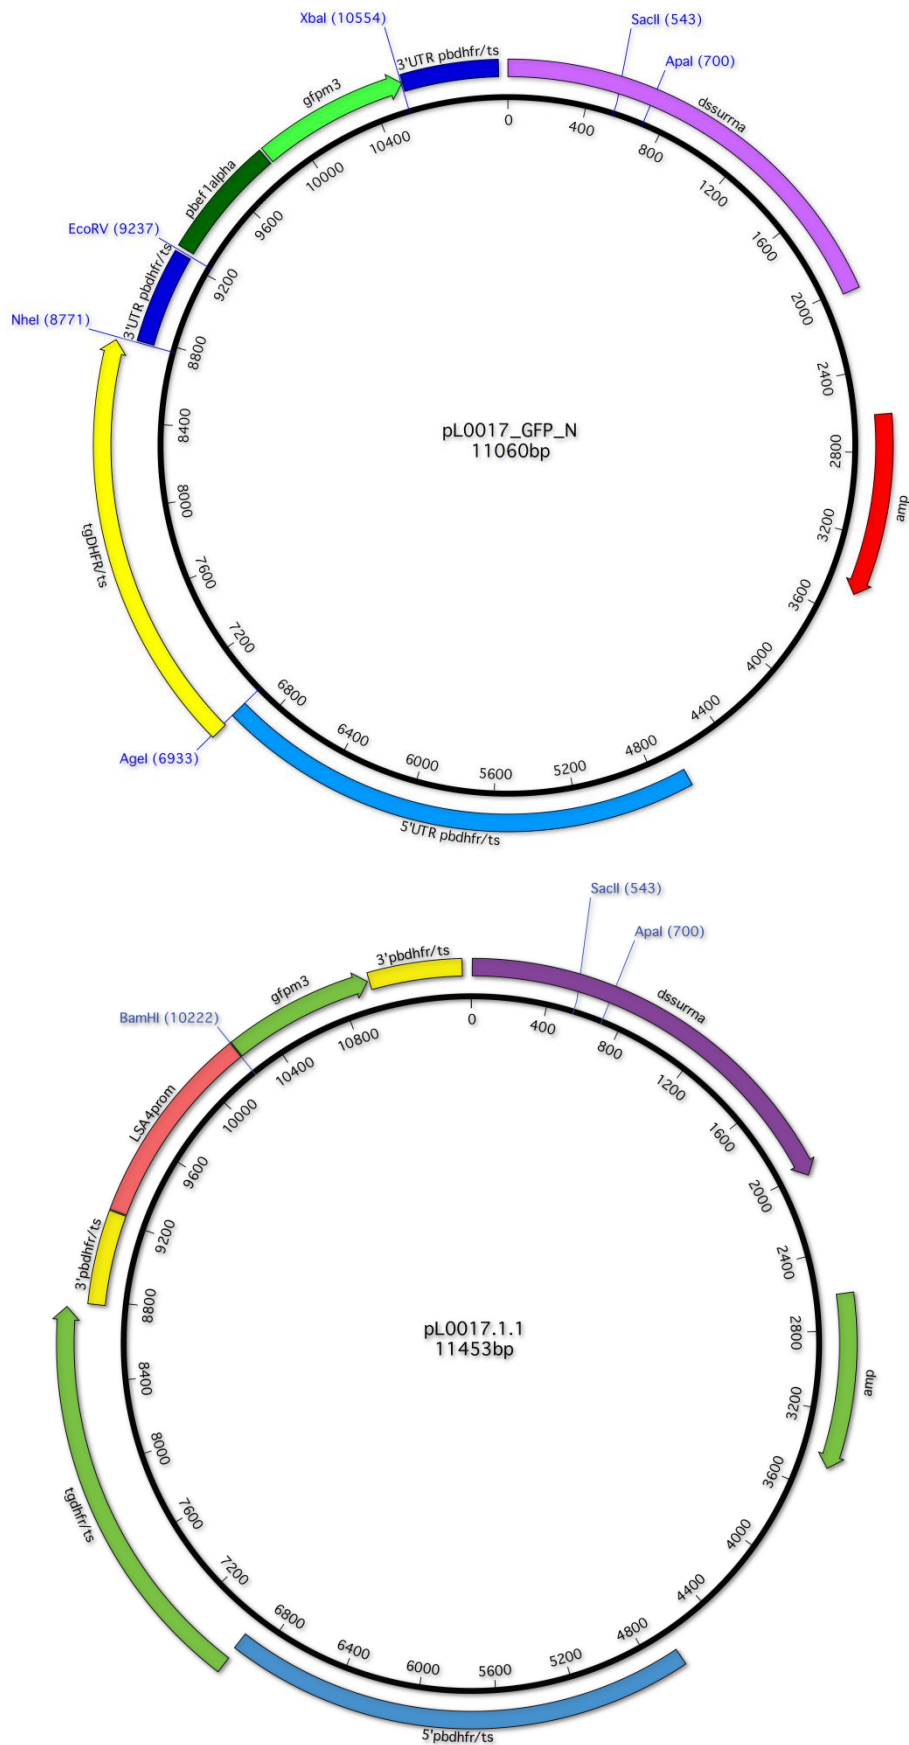 XbaI (10554)
SacII (543)
3'UTR pbdhfr/ts
ApaI (700)
gfpm3
dssurrna
0
400
800
1200
1600
2000
2400
2800
3200
3600
4000
4400
4800
5200
5600
6000
6400
6800
7200
7600
8000
8400
8800
9200
9600
10000
10400
pbef1alpha
EcoRV (9237)
3'UTR pbdhfr/ts
NheI (8771)
pL0017_GFP_N
11060bp
amp
tgDHFR/ts
AgeI (6933)
5'UTR pbdhfr/ts
SacII (543)
3'pbdhfr/ts
ApaI (700)
gfpm3
dssurrna
BamHI (10222)
0
400
800
1200
1600
2000
2400
2800
3200
3600
4000
4400
4800
5200
5600
6000
6400
6800
7200
7600
8000
8400
8800
9200
9600
10000
10400
10800
LSA4prom
3'pbdhfr/ts
pL0017.1.1
11453bp
amp
tgdhfr/ts
5'pbdhfr/ts